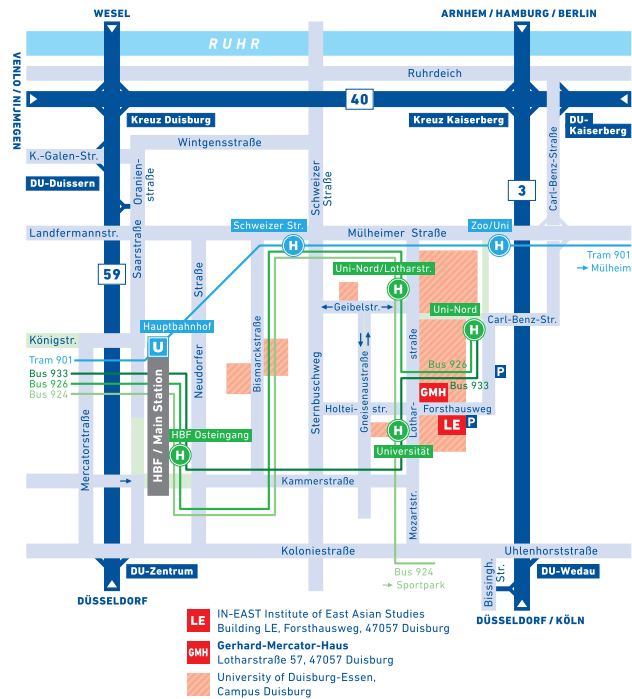 WESEL
ARNHEM / HAMBURG / BERLIN
RUHR
VENLO / NIJMEGEN
Ruhrdeich
40
Kreuz Duisburg
Kreuz Kaiserberg
DU-
Kaiserberg
Wintgensstraße
K.-Galen-Str.
DU-Duissern
Oranien-
straße
Schweizer
Straße
Carl-Benz-Straße
3
Schweizer Str.
Zoo/Uni
Landfermannstr.
Mülheimer Straße
H
H
Tram 901
→ Mülheim
Saarstraße
59
Neudorfer Straße
Uni-Nord/Lotharstr.
H
Geibelstr.
Uni-Nord
Carl-Benz-Str.
H
Hauptbahnhof
U
Königstr.
Tram 901
Bus 933
Bus 926
Bus 924
Bismarckstraße
Sternbuschweg
Gneisenaustraße
Lothar-
straße
Bus 926
Bus 933
P
GMH
Holtei- str.
Forsthausweg
LE
P
H
Universität
HBF / Main Station
HBF Osteingang
H
Mercatorstraße
Kammerstraße
Mozartstr.
Koloniestraße
Uhlenhorststraße
DU-Zentrum
Bus 924
→ Sportpark
Bissingh.
Str.
DU-Wedau
DÜSSELDORF
DÜSSELDORF / KÖLN
LE
IN-EAST Institute of East Asian Studies
Building LE, Forsthausweg, 47057 Duisburg
GMH
Gerhard-Mercator-Haus
Lotharstraße 57, 47057 Duisburg
University of Duisburg-Essen,
Campus Duisburg